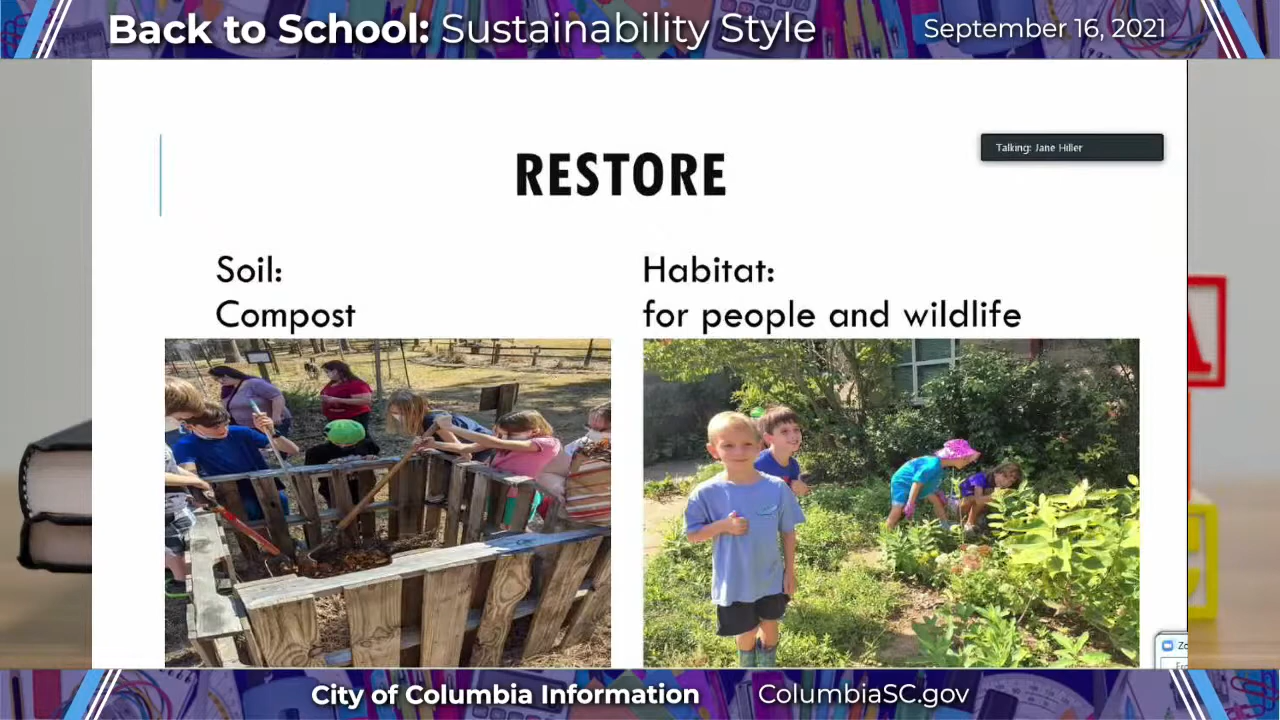 Back to School: Sustainability Style
September 16, 2021
Talking: Jane Hiller
RESTORE
Soil:
Compost
Habitat:
for people and wildlife
A
City of Columbia Information
ColumbiaSC.gov